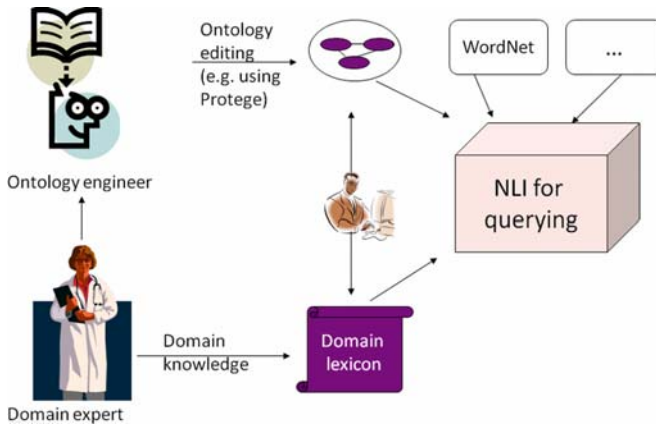 Ontology
editing
(e.g. using
Protege)
WordNet
...
Ontology engineer
NLI for
querying
Domain
knowledge
Domain
lexicon
Domain expert